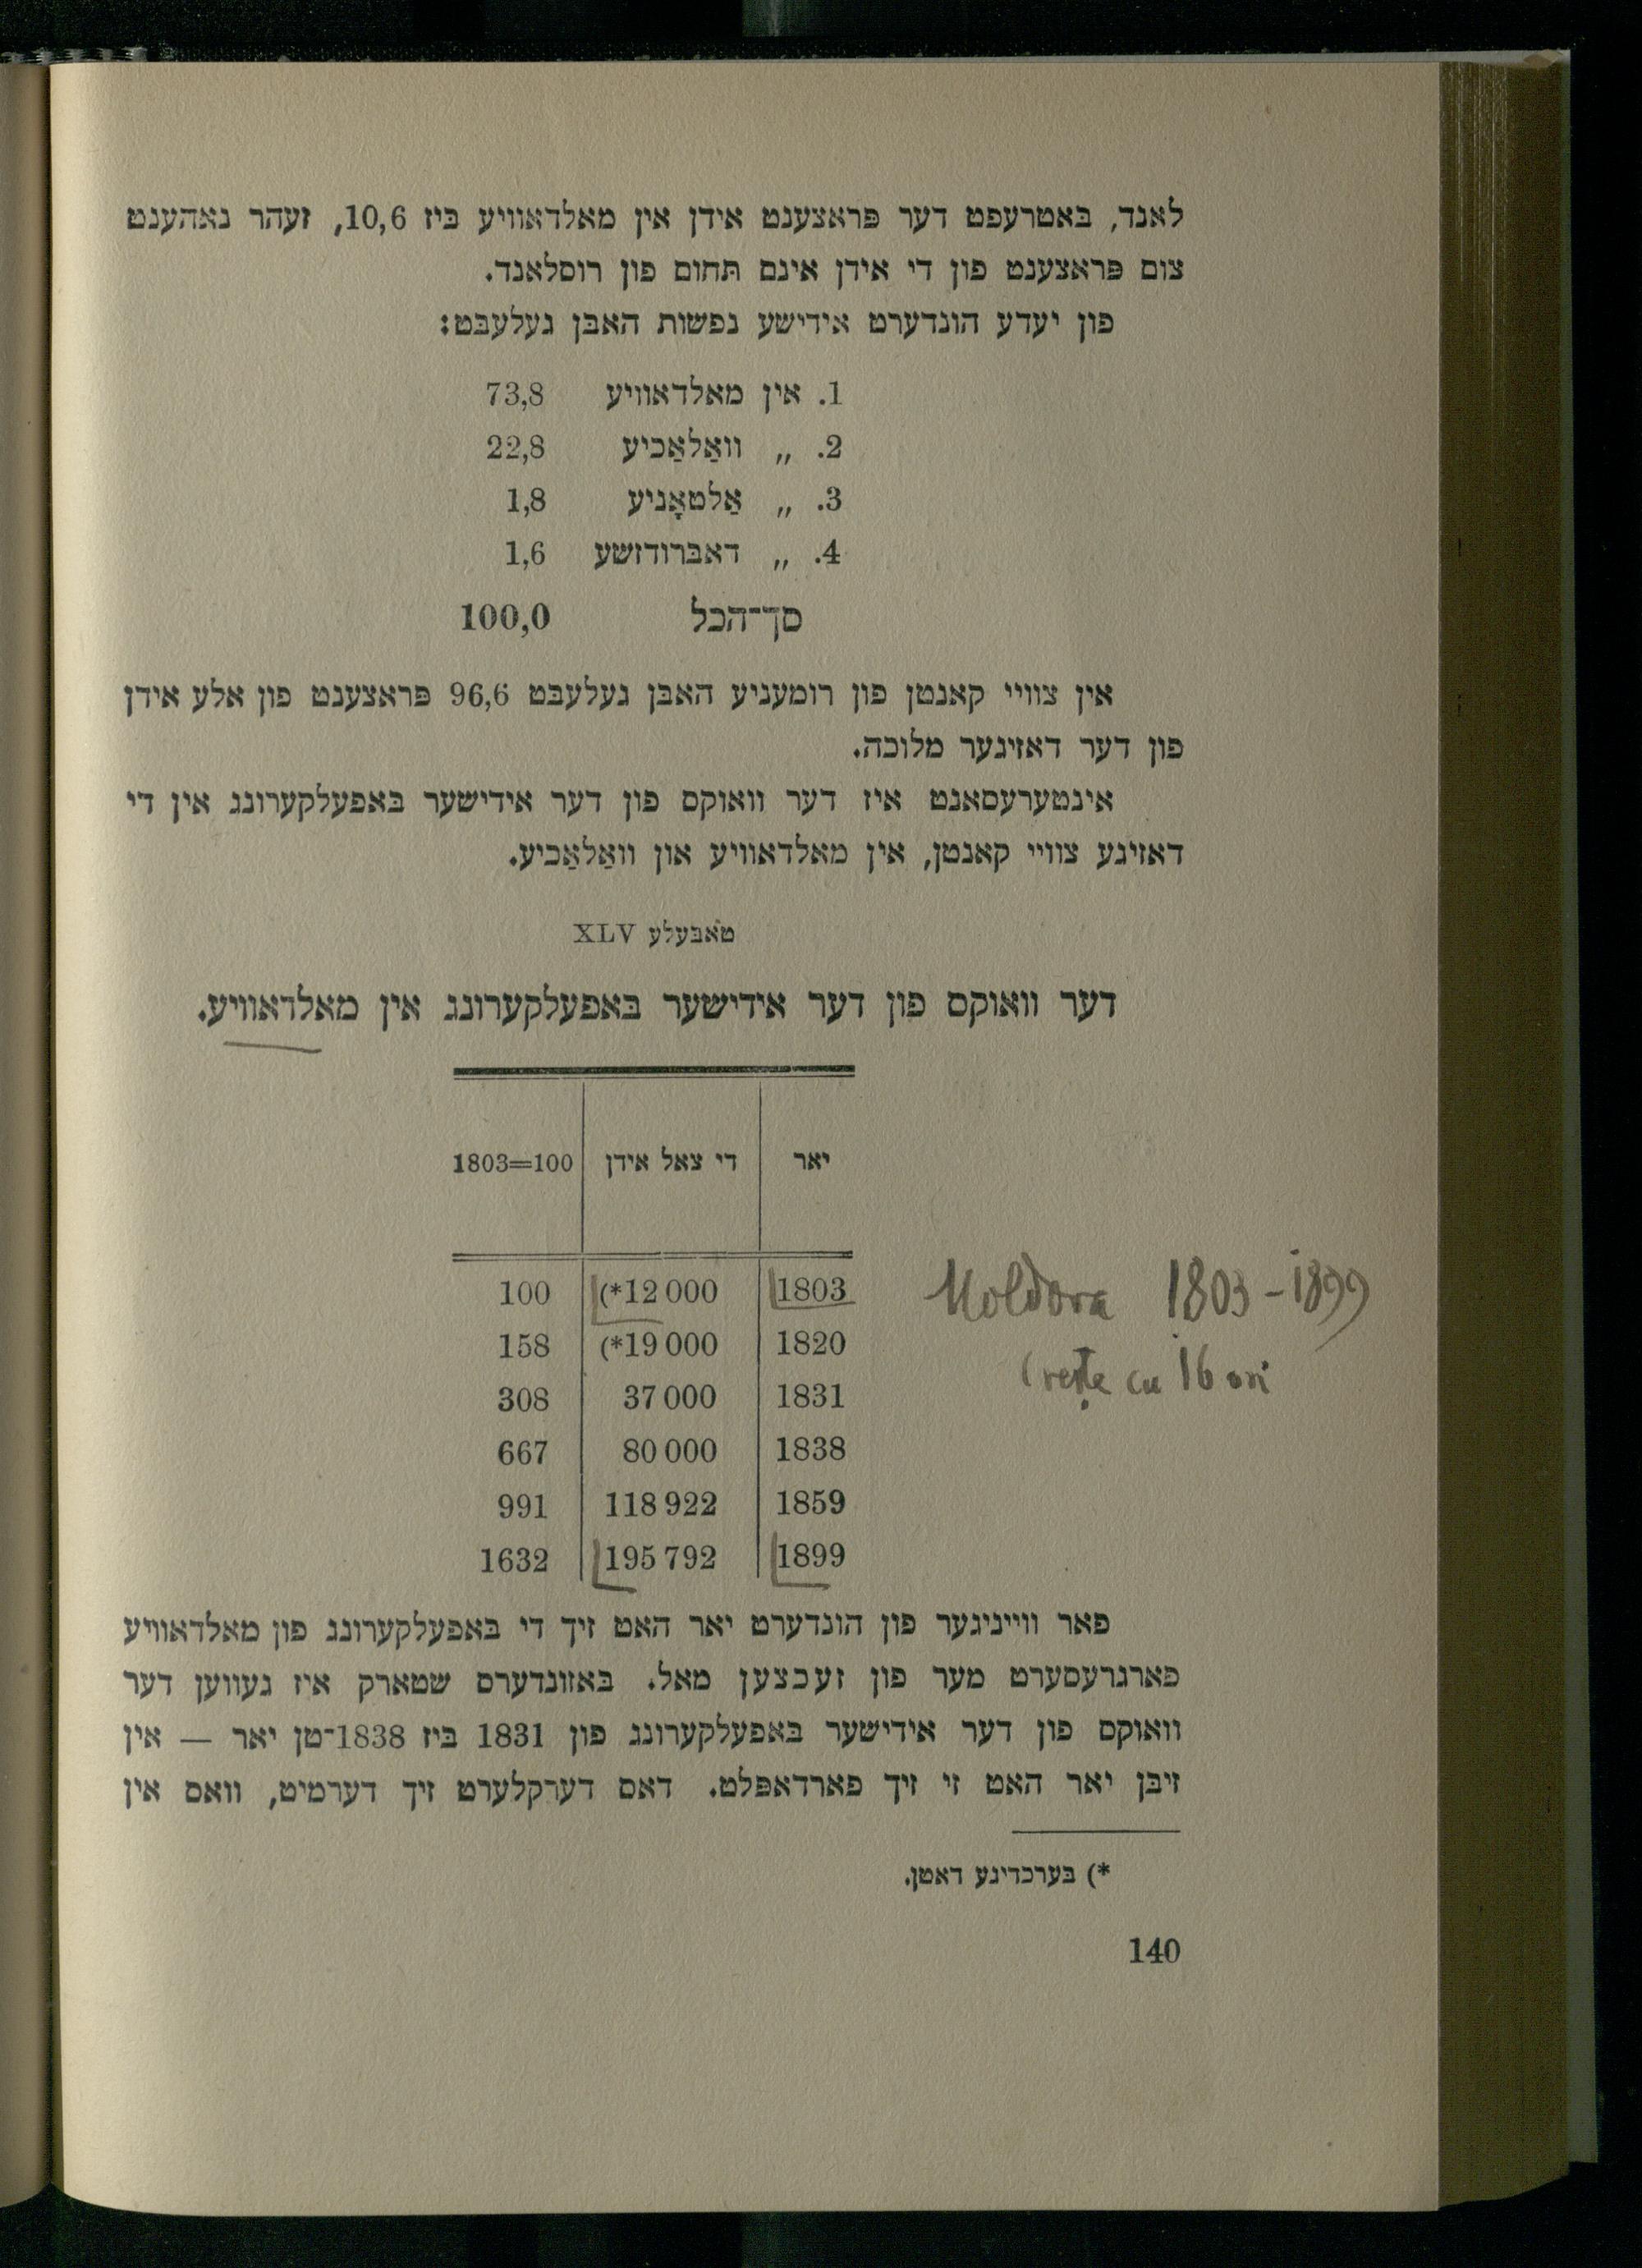 לאנד, באטרעפט דער פראצענט אידן אין מאלדאוויע ביז 10,6, זעהר נאהענט
צום פראצענט פון די אידן אינם תחום פון רוסלאנד.
פון יעדע הונדערט אידישע נפשות האבן געלעבט:
1. אין מאלדאוויע 73,8
2. „ וואַלאַכיע 22,8
3. „ אַלטאָניע 1,8
4. „ דאברודזשע 1,6
סך־הכל 100,0
אין צוויי קאנטן פון רומעניע האבן געלעבט 96,6 פראצענט פון אלע אידן
פון דער דאזיגער מלוכה.
אינטערעסאנט איז דער וואוקס פון דער אידישער באפעלקערונג אין די
דאזיגע צוויי קאנטן, אין מאלדאוויע און וואַלאַכיע.
טאבעלע XLV
דער וואוקס פון דער אידישער באפעלקערונג אין מאלדאוויע.
יאר די צאל אידן 1803=100
1803 12 000*) 100
1820 19 000*) 158
1831 37 000 308
1838 80 000 667
1859 118 922 991
1899 195 792 1632
Moldova 1803-1899
Crește cu 16 ori
פאר ווייניגער פון הונדערט יאר האט זיך די באפעלקערונג פון מאלדאוויע
פארגרעסערט מער פון זעכצען מאל. באזונדערס שטארק איז געווען דער
וואוקס פון דער אידישער באפעלקערונג פון 1831 ביז 1838־טן יאר — אין
זיבן יאר האט זי זיך פארדאפלט. דאס דערקלערט זיך דערמיט, וואס אין
*) בערכדיגע דאטן.
140